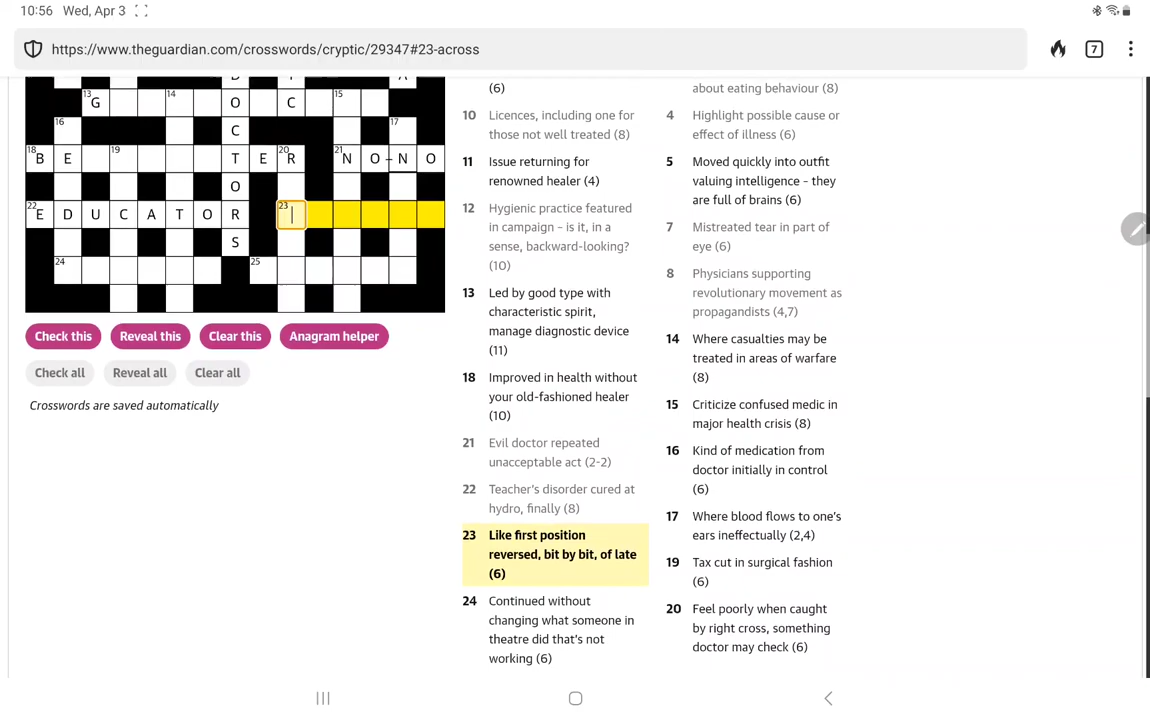 10:56 Wed, Apr 3
https://www.theguardian.com/crosswords/cryptic/29347#23-across
7
D I A
13 G 14 O C 15
16 C 17
18 B E 19 T E 20 R 21 N O - N O
O
22 E D U C A T O R 23
S
24 25
Check this Reveal this Clear this Anagram helper
Check all Reveal all Clear all
Crosswords are saved automatically
(6)
10 Licences, including one for
those not well treated (8)
11 Issue returning for
renowned healer (4)
12 Hygienic practice featured
in campaign – is it, in a
sense, backward-looking?
(10)
13 Led by good type with
characteristic spirit,
manage diagnostic device
(11)
18 Improved in health without
your old-fashioned healer
(10)
21 Evil doctor repeated
unacceptable act (2-2)
22 Teacher's disorder cured at
hydro, finally (8)
23 Like first position
reversed, bit by bit, of late
(6)
24 Continued without
changing what someone in
theatre did that's not
working (6)
about eating behaviour (8)
4 Highlight possible cause or
effect of illness (6)
5 Moved quickly into outfit
valuing intelligence – they
are full of brains (6)
7 Mistreated tear in part of
eye (6)
8 Physicians supporting
revolutionary movement as
propagandists (4,7)
14 Where casualties may be
treated in areas of warfare
(8)
15 Criticize confused medic in
major health crisis (8)
16 Kind of medication from
doctor initially in control
(6)
17 Where blood flows to one's
ears ineffectually (2,4)
19 Tax cut in surgical fashion
(6)
20 Feel poorly when caught
by right cross, something
doctor may check (6)